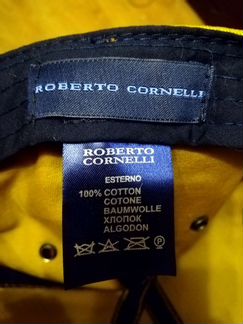 ROBERTO CORNELLI
ROBERTO
CORNELLI
ESTERNO
100% COTTON
COTONE
BAUMWOLLE
ХЛОПОК
ALGODON
P